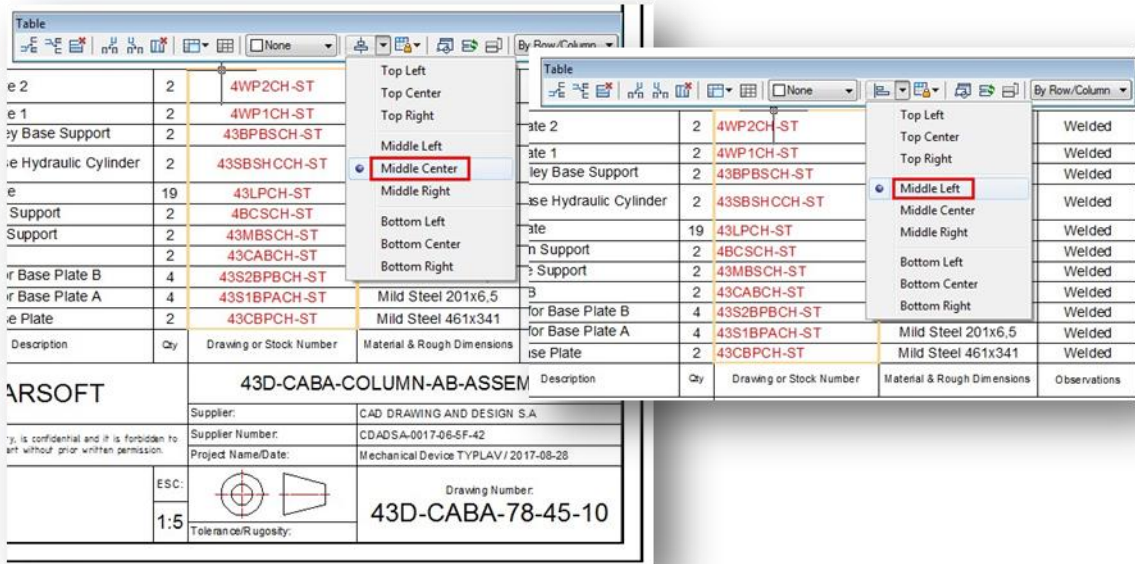 Table
None By Row/Column
e 2 2 4WP2CH-ST
e 1 2 4WP1CH-ST
ey Base Support 2 43BPBSCH-ST
se Hydraulic Cylinder 2 43SBSHCCH-ST
e 19 43LPCH-ST
Support 2 4BCSCH-ST
Support 2 43MBSCH-ST
2 43CABCH-ST
or Base Plate B 4 43S2BPBCH-ST
or Base Plate A 4 43S1BPACH-ST Mild Steel 201x6,5
se Plate 2 43CBPCH-ST Mild Steel 461x341
Description Qty Drawing or Stock Number Material & Rough Dimensions
Top Left
Top Center
Top Right
Middle Left
Middle Center
Middle Right
Bottom Left
Bottom Center
Bottom Right
ARSOFT
43D-CABA-COLUMN-AB-ASSEM
Supplier: CAD DRAWING AND DESIGN S.A
Supplier Number: CDADSA-0017-06-5F-42
Project Name/Date: Mechanical Device TYPLAV / 2017-08-28
ry, is confidential and it is forbidden to
art without prior written permission.
ESC:
1:5
Tolerance/Rugosity:
Drawing Number:
43D-CABA-78-45-10
Table
None By Row/Column
ate 2 2 4WP2CH-ST Welded
ate 1 2 4WP1CH-ST Welded
ley Base Support 2 43BPBSCH-ST Welded
ase Hydraulic Cylinder 2 43SBSHCCH-ST Welded
ate 19 43LPCH-ST Welded
n Support 2 4BCSCH-ST Welded
e Support 2 43MBSCH-ST Welded
B 2 43CABCH-ST Welded
for Base Plate B 4 43S2BPBCH-ST Welded
for Base Plate A 4 43S1BPACH-ST Mild Steel 201x6,5 Welded
ase Plate 2 43CBPCH-ST Mild Steel 461x341 Welded
Description Qty Drawing or Stock Number Material & Rough Dimensions Observations
Top Left
Top Center
Top Right
Middle Left
Middle Center
Middle Right
Bottom Left
Bottom Center
Bottom Right